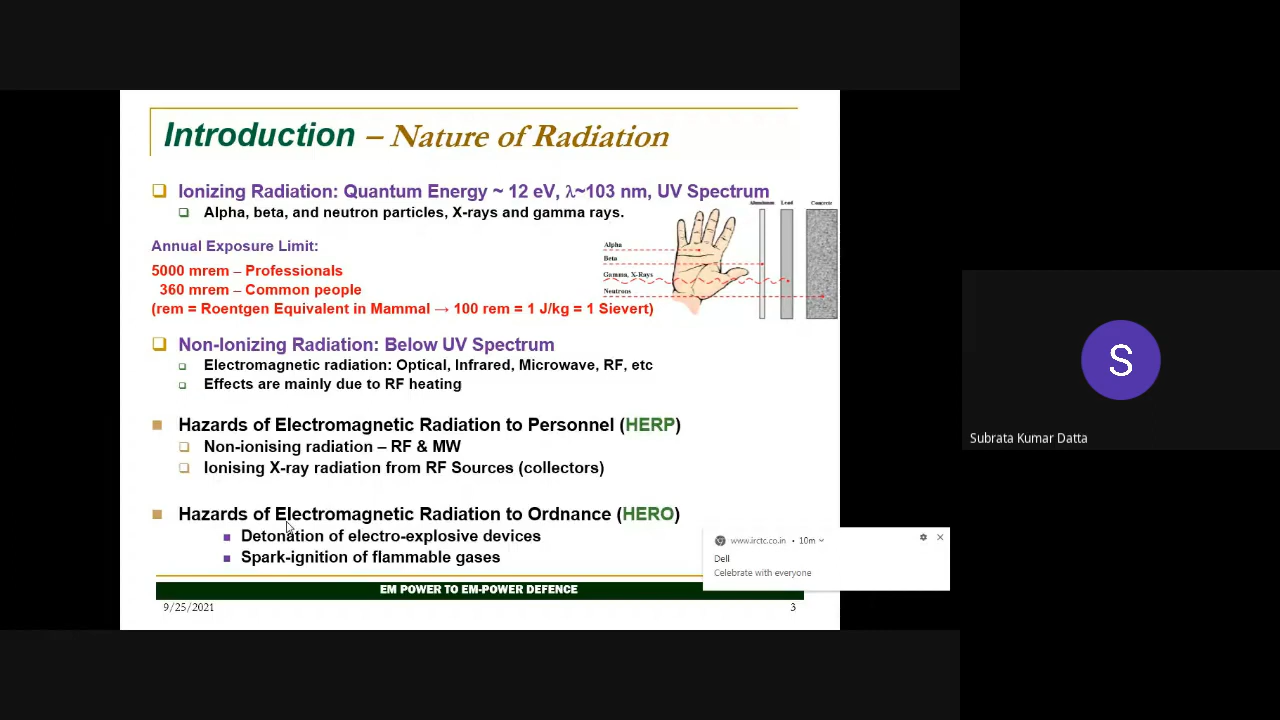 Introduction – Nature of Radiation
Ionizing Radiation: Quantum Energy ~ 12 eV, λ~103 nm, UV Spectrum
Alpha, beta, and neutron particles, X-rays and gamma rays.
Aluminum Lead Concrete
Alpha
Beta
Gamma, X-Rays
Neutrons
Annual Exposure Limit:
5000 mrem – Professionals
360 mrem – Common people
(rem = Roentgen Equivalent in Mammal → 100 rem = 1 J/kg = 1 Sievert)
Non-Ionizing Radiation: Below UV Spectrum
Electromagnetic radiation: Optical, Infrared, Microwave, RF, etc
Effects are mainly due to RF heating
Hazards of Electromagnetic Radiation to Personnel (HERP)
Non-ionising radiation – RF & MW
Ionising X-ray radiation from RF Sources (collectors)
Hazards of Electromagnetic Radiation to Ordnance (HERO)
Detonation of electro-explosive devices
Spark-ignition of flammable gases
EM POWER TO EM-POWER DEFENCE
9/25/2021
3
www.irctc.co.in • 10m
Dell
Celebrate with everyone
S
Subrata Kumar Datta